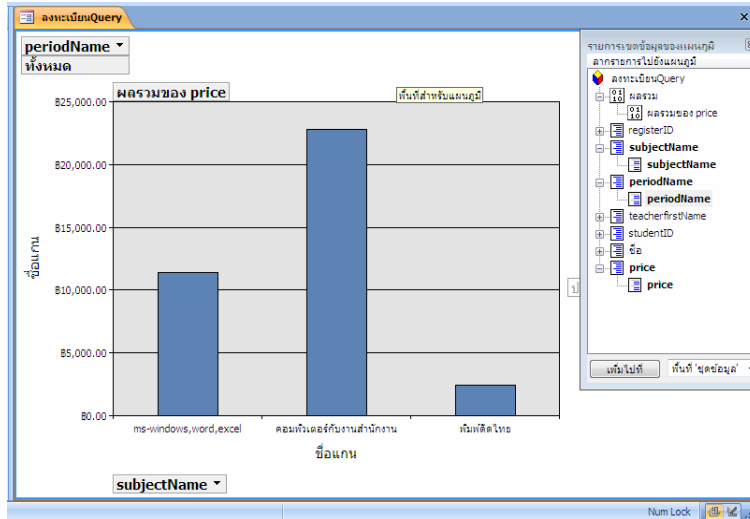 ลงทะเบียนQuery
periodName
ทั้งหมด
ผลรวมของ price
พื้นที่สำหรับแผนภูมิ
฿25,000.00
฿20,000.00
฿15,000.00
฿10,000.00
฿5,000.00
฿0.00
ชื่อแกน
ms-windows,word,excel
คอมพิวเตอร์กับงานสำนักงาน
พิมพ์ดีดไทย
ชื่อแกน
subjectName
รายการเขตข้อมูลของแผนภูมิ
ลากรายการไปยังแผนภูมิ
ลงทะเบียนQuery
ผลรวม
ผลรวมของ price
registerID
subjectName
subjectName
periodName
periodName
teacherfirstName
studentID
ชื่อ
price
price
เพิ่มไปที่
พื้นที่ 'ชุดข้อมูล'
Num Lock